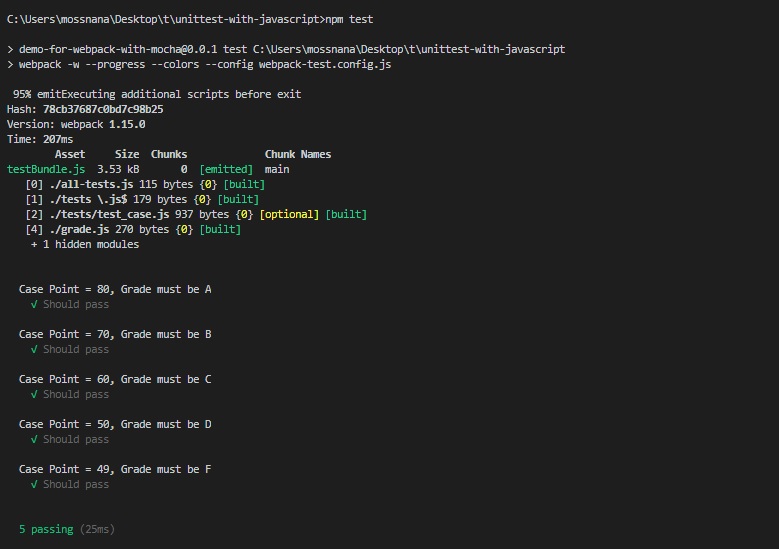 C:\Users\mossnana\Desktop\t\unittest-with-javascript>npm test
> demo-for-webpack-with-mocha@0.0.1 test C:\Users\mossnana\Desktop\t\unittest-with-javascript
> webpack -w --progress --colors --config webpack-test.config.js
95% emitExecuting additional scripts before exit
Hash: 78cb37687c0bd7c98b25
Version: webpack 1.15.0
Time: 207ms
Asset Size Chunks Chunk Names
testBundle.js 3.53 kB 0 [emitted] main
[0] ./all-tests.js 115 bytes {0} [built]
[1] ./tests \.js$ 179 bytes {0} [built]
[2] ./tests/test_case.js 937 bytes {0} [optional] [built]
[4] ./grade.js 270 bytes {0} [built]
+ 1 hidden modules
Case Point = 80, Grade must be A
√ Should pass
Case Point = 70, Grade must be B
√ Should pass
Case Point = 60, Grade must be C
√ Should pass
Case Point = 50, Grade must be D
√ Should pass
Case Point = 49, Grade must be F
√ Should pass
5 passing (25ms)